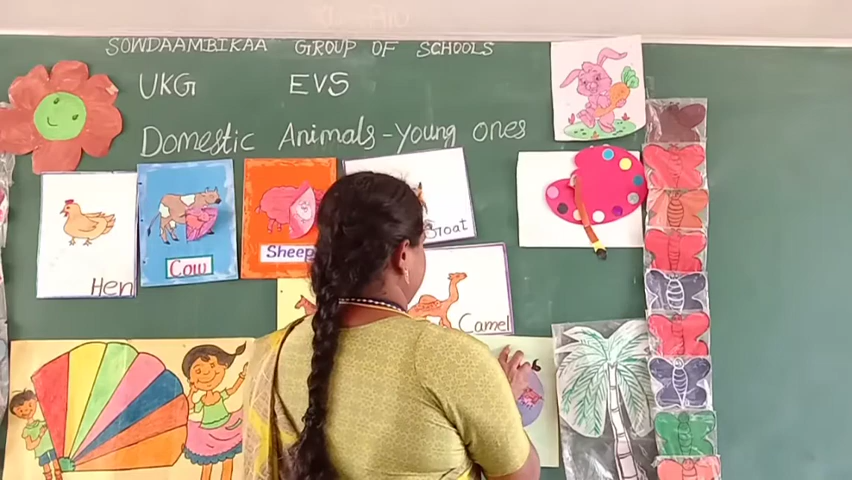 SOWDAAMBIKAA GROUP OF SCHOOLS
UKG EVS
Domestic Animals - Young ones
Hen
Cow
Sheep
Goat
Camel